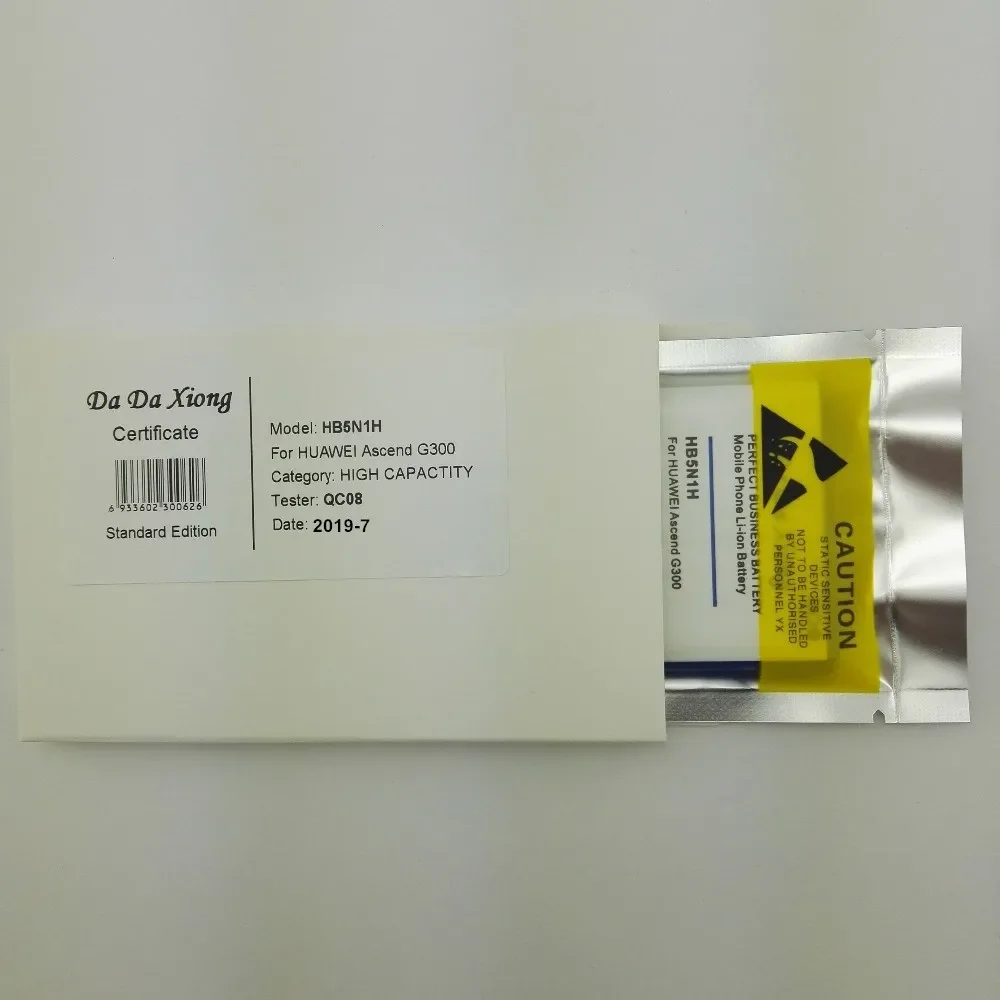 Da Da Xiong
Certificate
6 933602 300626
Standard Edition
Model: HB5N1H
For HUAWEI Ascend G300
Category: HIGH CAPACTITY
Tester: QC08
Date: 2019-7
HB5N1H
For HUAWEI Ascend G300
PERFECT BUSINESS BATTERY
Mobile Phone Li-Ion Battery
CAUTION
STATIC SENSITIVE
DEVICES
NOT TO BE HANDLED
BY UNAUTHORISED
PERSONNEL YX